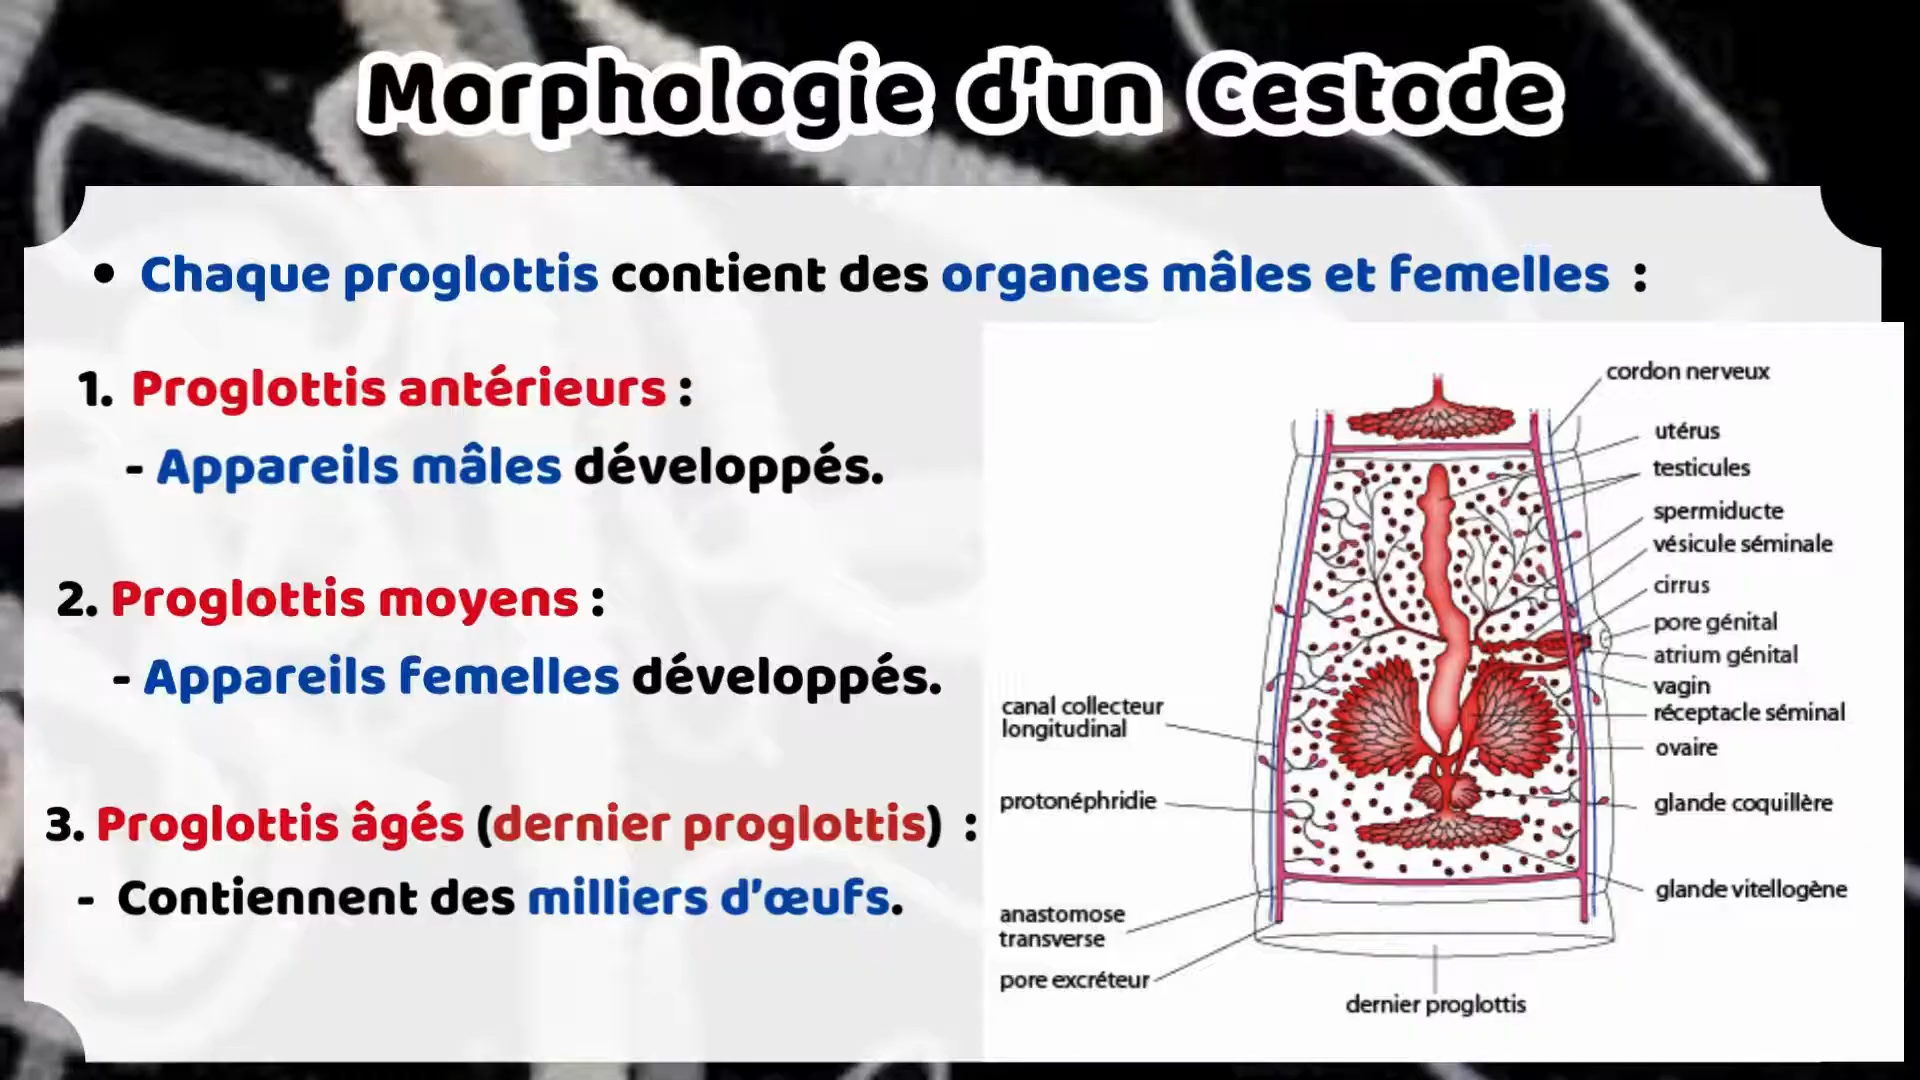 Morphologie d'un Cestode
• Chaque proglottis contient des organes mâles et femelles :
1. Proglottis antérieurs :
- Appareils mâles développés.
2. Proglottis moyens :
- Appareils femelles développés.
3. Proglottis âgés (dernier proglottis) :
- Contiennent des milliers d'œufs.
cordon nerveux
utérus
testicules
spermiducte
vésicule séminale
cirrus
pore génital
atrium génital
vagin
réceptacle séminal
ovaire
glande coquillère
glande vitellogène
canal collecteur
longitudinal
protonéphridie
anastomose
transverse
pore excréteur
dernier proglottis